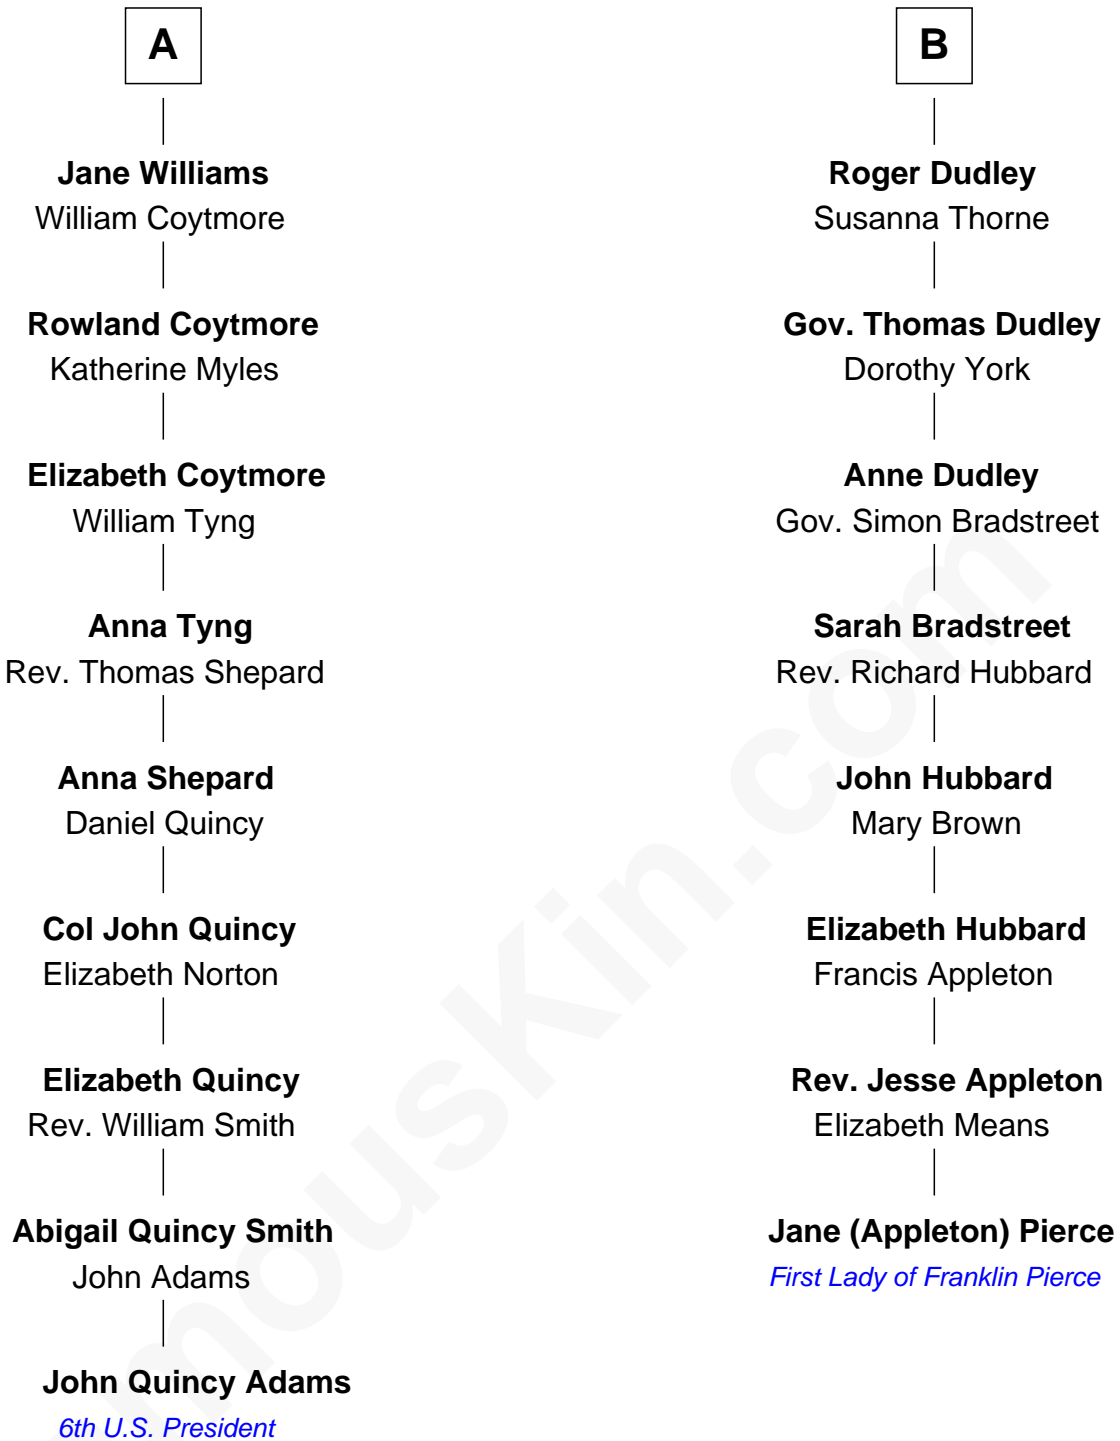 A
Jane Williams
William Coytmore
Rowland Coytmore
Katherine Myles
Elizabeth Coytmore
William Tyng
Anna Tyng
Rev. Thomas Shepard
Anna Shepard
Daniel Quincy
Col John Quincy
Elizabeth Norton
Elizabeth Quincy
Rev. William Smith
Abigail Quincy Smith
John Adams
John Quincy Adams
6th U.S. President
B
Roger Dudley
Susanna Thorne
Gov. Thomas Dudley
Dorothy York
Anne Dudley
Gov. Simon Bradstreet
Sarah Bradstreet
Rev. Richard Hubbard
John Hubbard
Mary Brown
Elizabeth Hubbard
Francis Appleton
Rev. Jesse Appleton
Elizabeth Means
Jane (Appleton) Pierce
First Lady of Franklin Pierce
mousKin.com